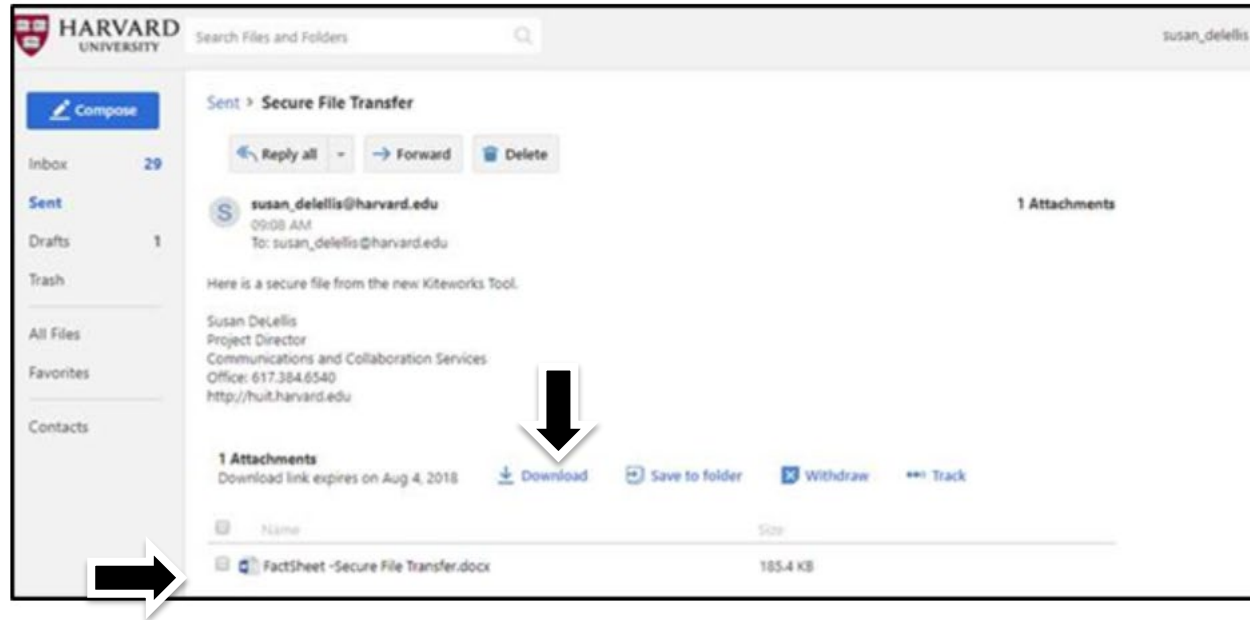 HARVARD
UNIVERSITY
Search Files and Folders
susan_delellis
Compose
Inbox 29
Sent
Drafts 1
Trash
All Files
Favorites
Contacts
Sent > Secure File Transfer
Reply all
Forward
Delete
S
susan_delellis@harvard.edu
09:08 AM
To: susan_delellis@harvard.edu
1 Attachments
Here is a secure file from the new Kiteworks Tool.
Susan DeLellis
Project Director
Communications and Collaboration Services
Office: 617.384.6540
http://huit.harvard.edu
1 Attachments
Download link expires on Aug 4, 2018
Download
Save to folder
Withdraw
Track
Name Size
FactSheet -Secure File Transfer.docx 185.4 KB